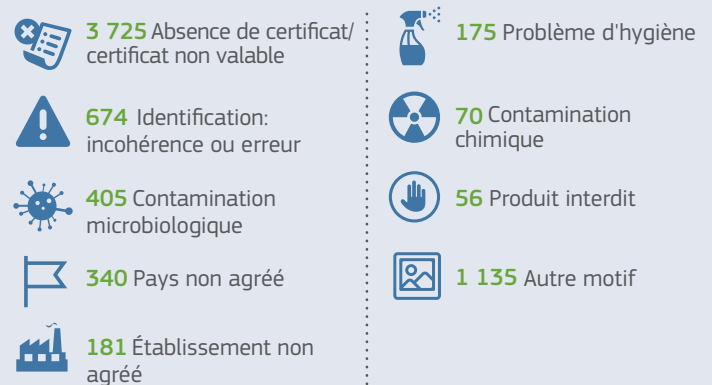 3 725 Absence de certificat/
certificat non valable
674 Identification:
incohérence ou erreur
405 Contamination
microbiologique
340 Pays non agréé
181 Établissement non
agréé
175 Problème d'hygiène
70 Contamination
chimique
56 Produit interdit
1 135 Autre motif